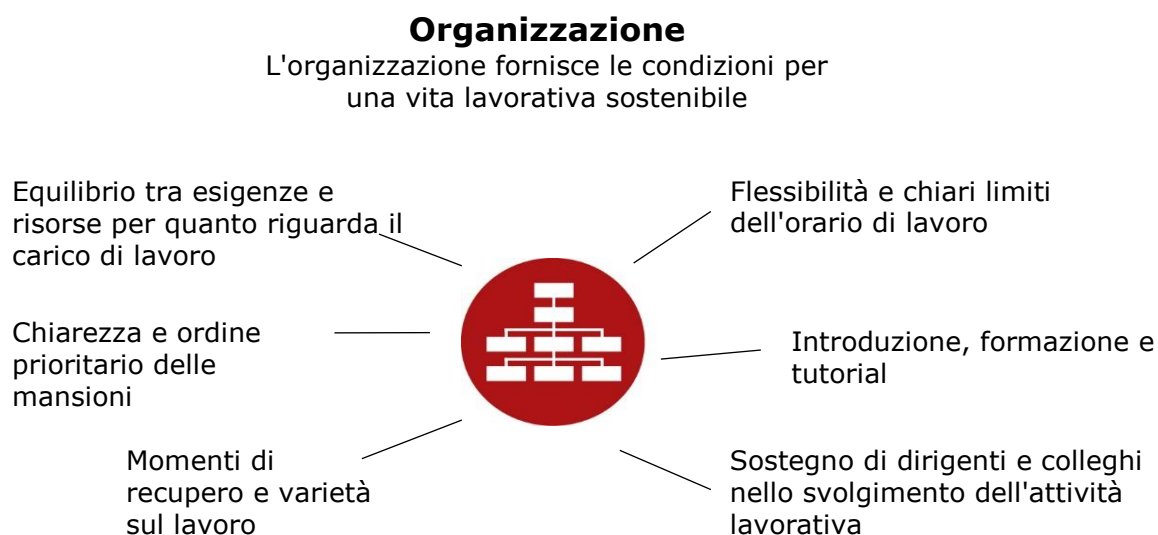 Organizzazione
L'organizzazione fornisce le condizioni per
una vita lavorativa sostenibile
Equilibrio tra esigenze e
risorse per quanto riguarda il
carico di lavoro
Chiarezza e ordine
prioritario delle
mansioni
Momenti di
recupero e varietà
sul lavoro
Flessibilità e chiari limiti
dell'orario di lavoro
Introduzione, formazione e
tutorial
Sostegno di dirigenti e colleghi
nello svolgimento dell'attività
lavorativa